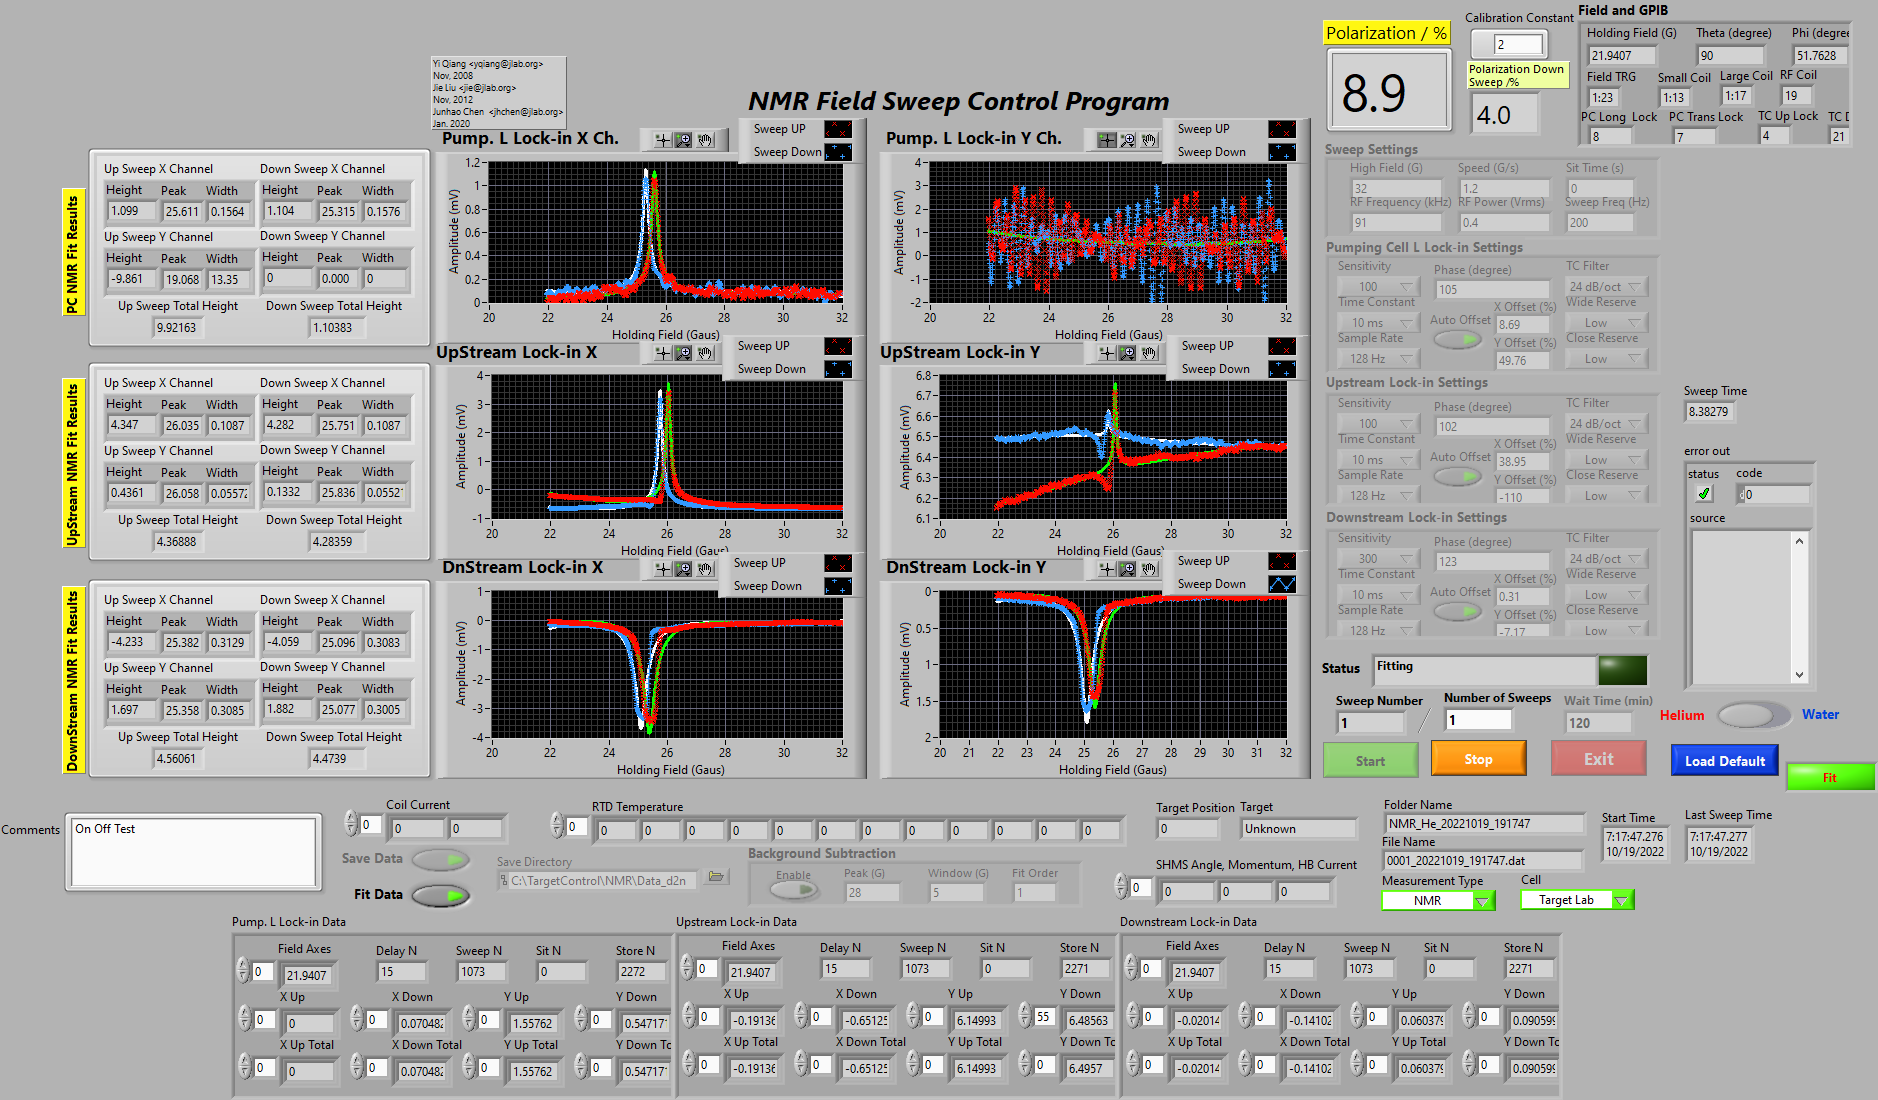 Yi Qiang <yqiang@jlab.org>
Nov, 2008
Jie Liu <jie@jlab.org>
Nov, 2012
Junhao Chen <jhchen@jlab.org>
Jan. 2020
NMR Field Sweep Control Program
Polarization / %
8.9
Calibration Constant
2
Polarization Down
Sweep /%
4.0
Field and GPIB
Holding Field (G) Theta (degree) Phi (degree
21.9407 90 51.7628
Field TRG Small Coil Large Coil RF Coil
1:23 1:13 1:17 19
PC Long Lock PC Trans Lock TC Up Lock TC D
8 7 4 21
PC NMR Fit Results
Up Sweep X Channel Down Sweep X Channel
Height Peak Width Height Peak Width
1.099 25.611 0.1564 1.104 25.315 0.1576
Up Sweep Y Channel Down Sweep Y Channel
Height Peak Width Height Peak Width
-9.861 19.068 13.35 0 0.000 0
Up Sweep Total Height Down Sweep Total Height
9.92163 1.10383
Pump. L Lock-in X Ch.
Sweep UP
Sweep Down
Amplitude (mV)
1.2
1
0.8
0.6
0.4
0.2
0
20 22 24 26 28 30 32
Holding Field (Gaus)
Pump. L Lock-in Y Ch.
Sweep UP
Sweep Down
Amplitude (mV)
4
3
2
1
0
-1
-2
20 22 24 26 28 30 32
Holding Field (Gaus)
UpStream NMR Fit Results
Up Sweep X Channel Down Sweep X Channel
Height Peak Width Height Peak Width
4.347 26.035 0.1087 4.282 25.751 0.1087
Up Sweep Y Channel Down Sweep Y Channel
Height Peak Width Height Peak Width
0.4361 26.058 0.05572 0.1332 25.836 0.0552
Up Sweep Total Height Down Sweep Total Height
4.36888 4.28359
UpStream Lock-in X
Sweep UP
Sweep Down
Amplitude (mV)
4
3
2
1
0
-1
20 22 24 26 28 30 32
Holding Field (Gaus)
UpStream Lock-in Y
Sweep UP
Sweep Down
Amplitude (mV)
6.8
6.7
6.6
6.5
6.4
6.3
6.2
6.1
20 22 24 26 28 30 32
Holding Field (Gaus)
DownStream NMR Fit Results
Up Sweep X Channel Down Sweep X Channel
Height Peak Width Height Peak Width
-4.233 25.382 0.3129 -4.059 25.096 0.3083
Up Sweep Y Channel Down Sweep Y Channel
Height Peak Width Height Peak Width
1.697 25.358 0.3085 1.882 25.077 0.3005
Up Sweep Total Height Down Sweep Total Height
4.56061 4.4739
DnStream Lock-in X
Sweep UP
Sweep Down
Amplitude (mV)
1
0
-1
-2
-3
-4
20 22 24 26 28 30 32
Holding Field (Gaus)
DnStream Lock-in Y
Sweep UP
Sweep Down
Amplitude (mV)
0
0.5
1
1.5
2
20 21 22 23 24 25 26 27 28 29 30 31 32
Holding Field (Gaus)
Sweep Settings
High Field (G) Speed (G/s) Sit Time (s)
32 1.2 0
RF Frequency (kHz) RF Power (Vrms) Sweep Freq (Hz)
91 0.4 200
Pumping Cell L Lock-in Settings
Sensitivity Phase (degree) TC Filter
100 105 24 dB/oct
Time Constant X Offset (%) Wide Reserve
10 ms Auto Offset 8.69 Low
Sample Rate Y Offset (%) Close Reserve
128 Hz 49.76 Low
Upstream Lock-in Settings
Sensitivity Phase (degree) TC Filter
100 102 24 dB/oct
Time Constant X Offset (%) Wide Reserve
10 ms Auto Offset 38.95 Low
Sample Rate Y Offset (%) Close Reserve
128 Hz -110 Low
Downstream Lock-in Settings
Sensitivity Phase (degree) TC Filter
300 123 24 dB/oct
Time Constant X Offset (%) Wide Reserve
10 ms Auto Offset 0.31 Low
Sample Rate Y Offset (%) Close Reserve
128 Hz -7.17 Low
Sweep Time
8.38279
error out
status code
0
source
Status Fitting
Sweep Number Number of Sweeps Wait Time (min)
1 / 1 120
Helium Water
Start Stop Exit Load Default Fit
Comments
On Off Test
Coil Current
0 0 0
Save Data
Fit Data
RTD Temperature
0 0 0 0 0 0 0 0 0 0 0 0 0
Save Directory
C:\TargetControl\NMR\Data_d2n
Background Subtraction
Enable Peak (G) Window (G) Fit Order
28 5 1
Target Position Target
0 Unknown
SHMS Angle, Momentum, HB Current
0 0 0 0
Folder Name
NMR_He_20221019_191747
File Name
0001_20221019_191747.dat
Measurement Type Cell
NMR Target Lab
Start Time Last Sweep Time
7:17:47.276 7:17:47.277
10/19/2022 10/19/2022
Pump. L Lock-in Data
Field Axes Delay N Sweep N Sit N Store N
0 21.9407 15 1073 0 2272
X Up X Down Y Up Y Down
0 0 0 0.070482 0 1.55762 0 0.54717
X Up Total X Down Total Y Up Total Y Down To
0 0 0 0.070482 0 1.55762 0 0.54717
Upstream Lock-in Data
Field Axes Delay N Sweep N Sit N Store N
0 21.9407 15 1073 0 2271
X Up X Down Y Up Y Down
0 -0.19136 0 -0.65125 0 6.14993 55 6.48563
X Up Total X Down Total Y Up Total Y Down To
0 -0.19136 0 -0.65125 0 6.14993 0 6.4957
Downstream Lock-in Data
Field Axes Delay N Sweep N Sit N Store N
0 21.9407 15 1073 0 2271
X Up X Down Y Up Y Down
0 -0.02014 0 -0.14102 0 0.060379 0 0.090599
X Up Total X Down Total Y Up Total Y Down To
0 -0.02014 0 -0.14102 0 0.060379 0 0.090599